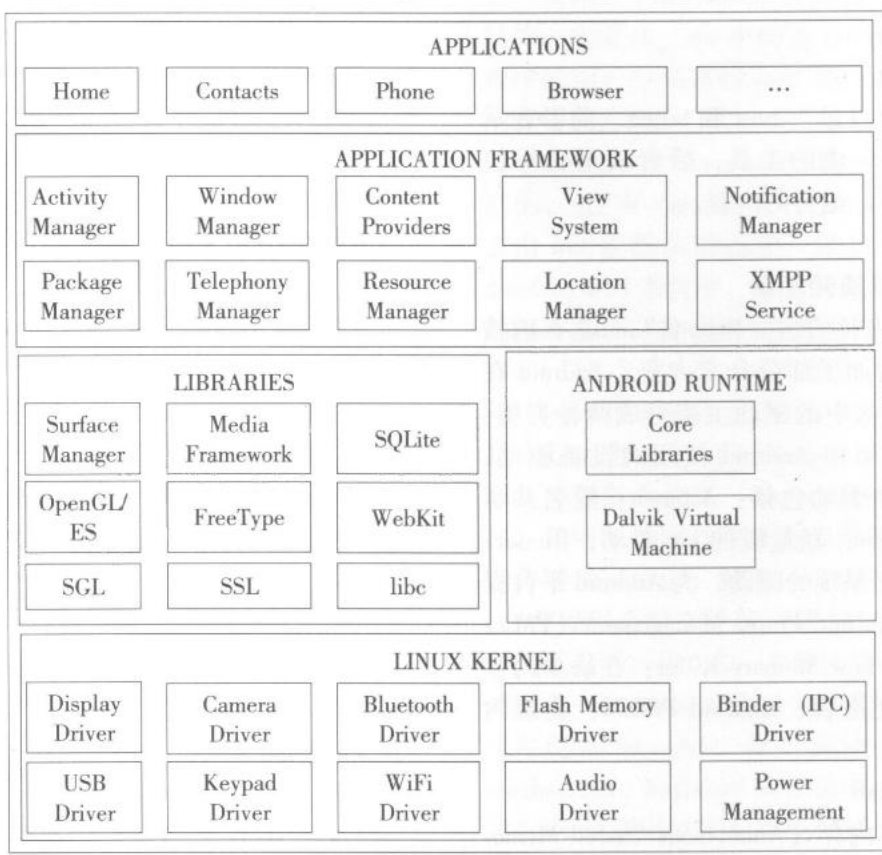 APPLICATIONS
Home
Contacts
Phone
Browser
…
APPLICATION FRAMEWORK
Activity
Manager
Window
Manager
Content
Providers
View
System
Notification
Manager
Package
Manager
Telephony
Manager
Resource
Manager
Location
Manager
XMPP
Service
LIBRARIES
Surface
Manager
Media
Framework
SQLite
OpenGL/
ES
FreeType
WebKit
SGL
SSL
libc
ANDROID RUNTIME
Core
Libraries
Dalvik Virtual
Machine
LINUX KERNEL
Display
Driver
Camera
Driver
Bluetooth
Driver
Flash Memory
Driver
Binder (IPC)
Driver
USB
Driver
Keypad
Driver
WiFi
Driver
Audio
Driver
Power
Management